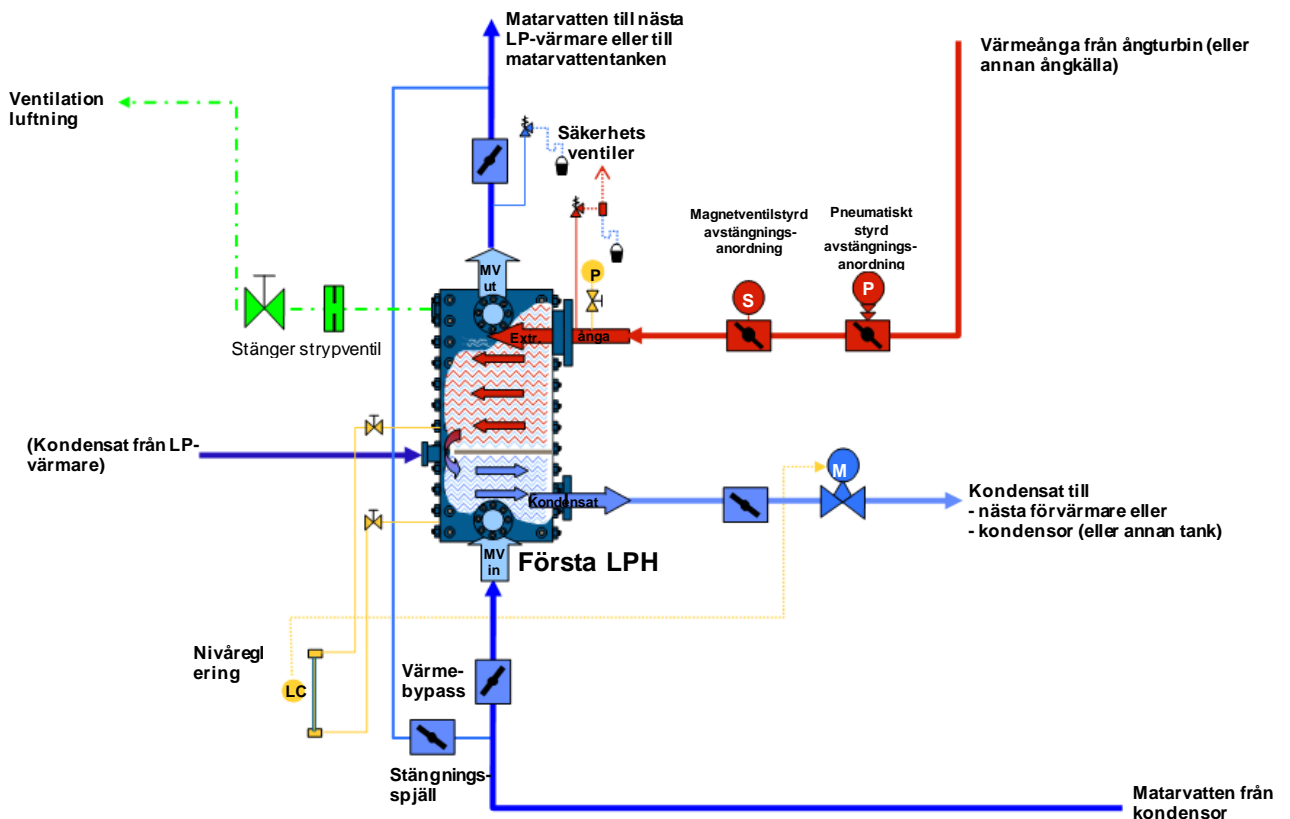 Matarvatten till nästa
LP-värmare eller till
matarvattentanken
Värmeånga från ångturbin (eller
annan ångkälla)
Ventilation
luftning
Säkerhets
ventiler
Magnetventilstyrd
avstängnings-
anordning
Pneumatiskt
styrd
avstängnings-
anordning
MV
ut
P
S
P
Stänger strypventil
Extr.
ånga
(Kondensat från LP-
värmare)
M
Kondensat
Kondensat till
- nästa förvärmare eller
- kondensor (eller annan tank)
MV
in
Första LPH
Nivåregl
ering
LC
Värme-
bypass
Stängnings-
spjäll
Matarvatten från
kondensor